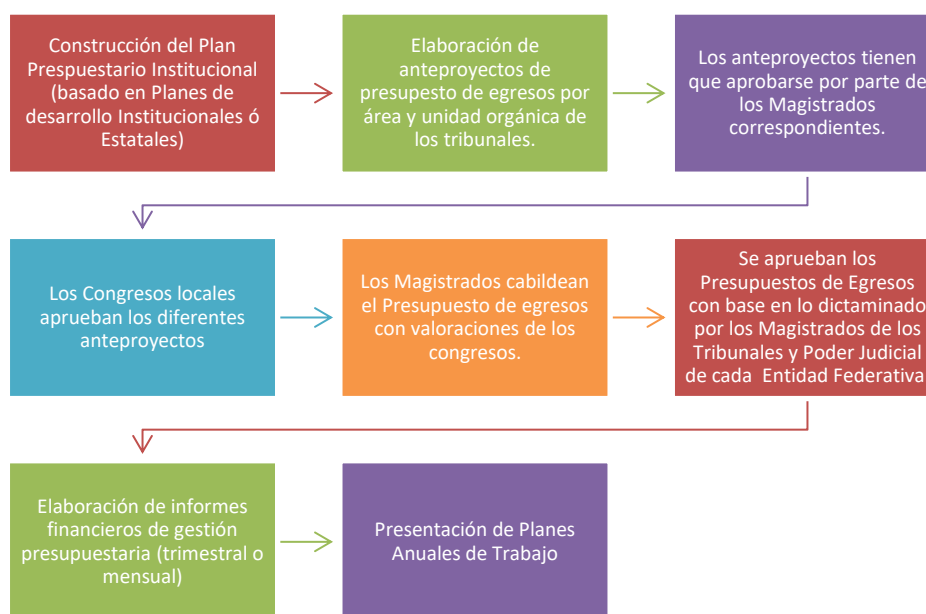 Construcción del Plan
Prespuestario Institucional
(basado en Planes de
desarrollo Institucionales ó
Estatales)
Elaboración de
anteproyectos de
presupesto de egresos por
área y unidad orgánica de
los tribunales.
Los anteproyectos tienen
que aprobarse por parte de
los Magistrados
correspondientes.
Los Congresos locales
aprueban los diferentes
anteproyectos
Los Magistrados cabildean
el Presupuesto de egresos
con valoraciones de los
congresos.
Se aprueban los
Presupuestos de Egresos
con base en lo dictaminado
por los Magistrados de los
Tribunales y Poder Judicial
de cada Entidad Federativa
Elaboración de informes
financieros de gestión
presupuestaria (trimestral o
mensual)
Presentación de Planes
Anuales de Trabajo